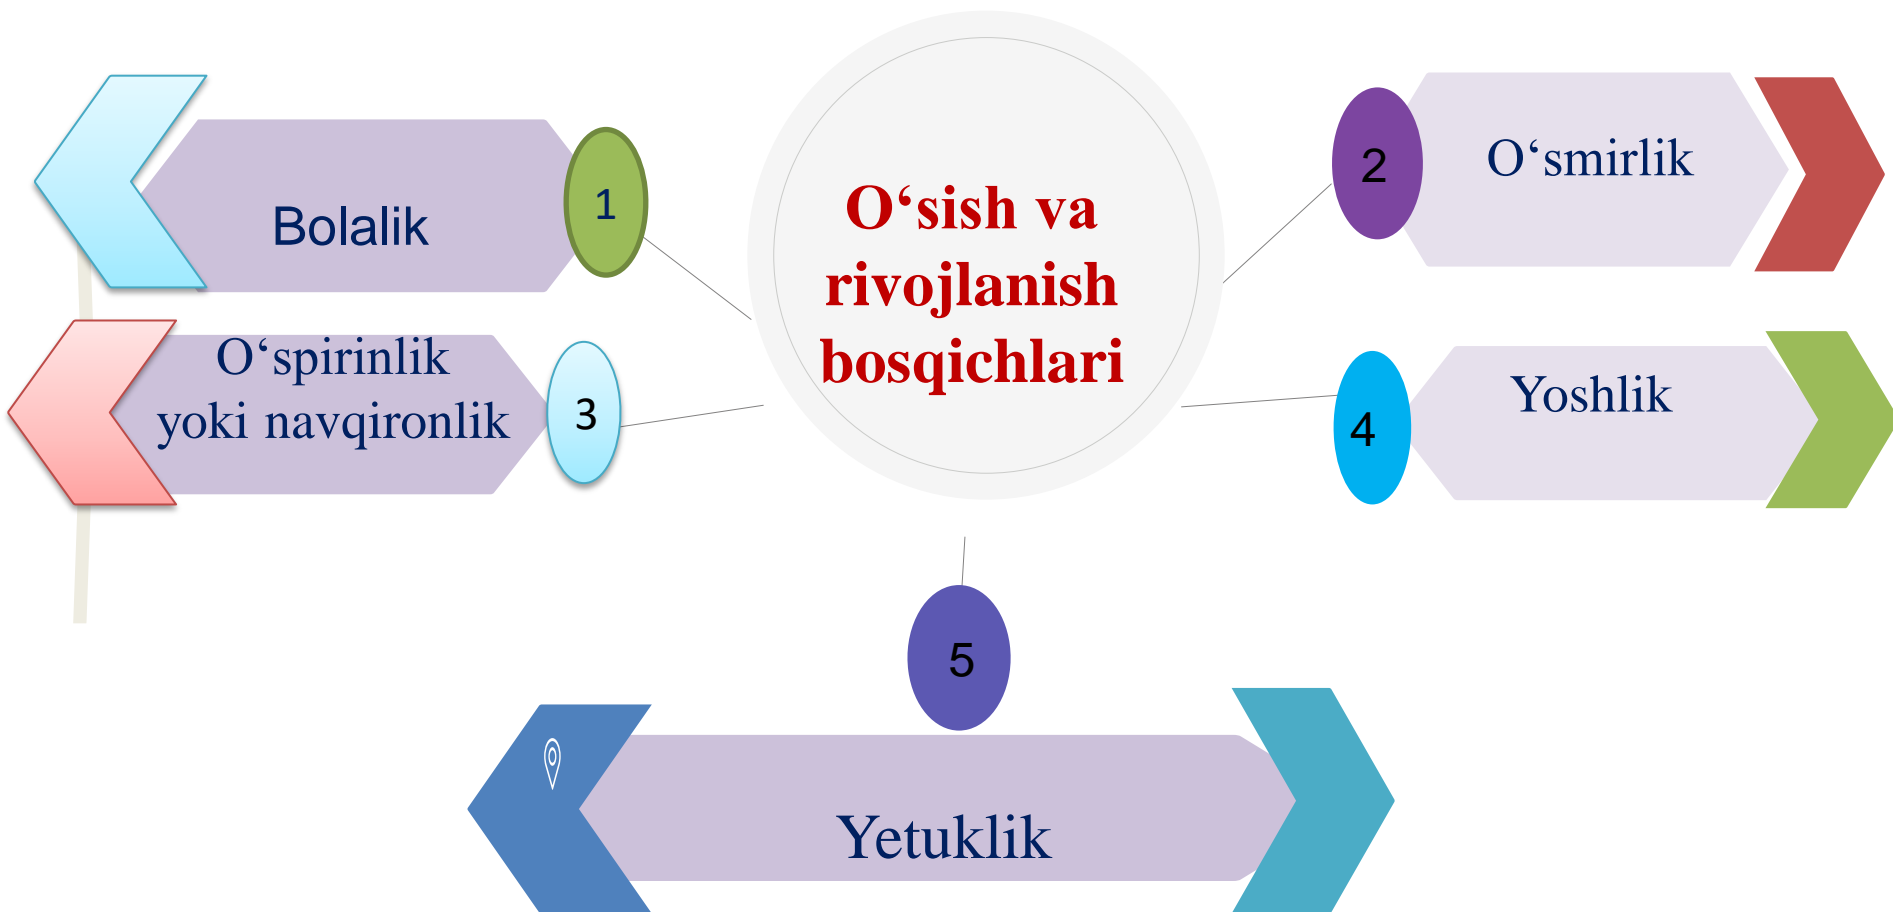 O‘sish va
rivojlanish
bosqichlari
1
Bolalik
2
O‘smirlik
3
O‘spirinlik
yoki navqironlik
4
Yoshlik
5
Yetuklik